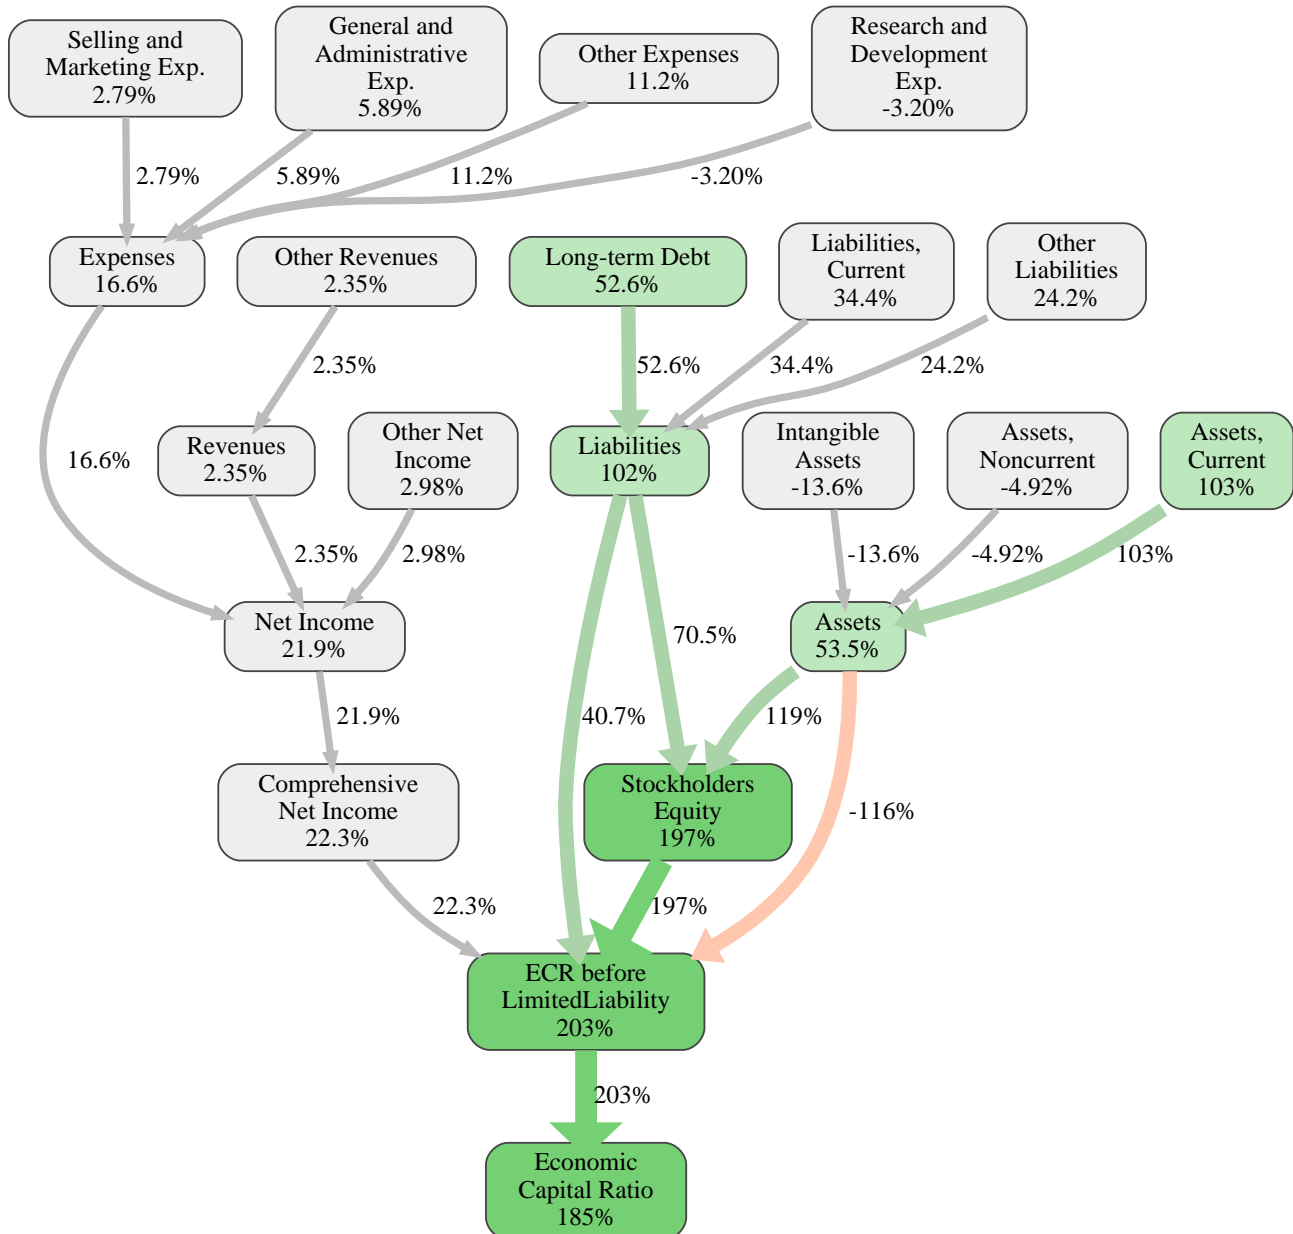 Selling and
Marketing Exp.
2.79%
General and
Administrative
Exp.
5.89%
Other Expenses
11.2%
Research and
Development
Exp.
-3.20%
2.79%
5.89%
11.2%
-3.20%
Expenses
16.6%
Other Revenues
2.35%
Long-term Debt
52.6%
Liabilities,
Current
34.4%
Other
Liabilities
24.2%
2.35%
52.6%
34.4%
24.2%
16.6%
Revenues
2.35%
Other Net
Income
2.98%
Liabilities
102%
Intangible
Assets
-13.6%
Assets,
Noncurrent
-4.92%
Assets,
Current
103%
2.35%
2.98%
-13.6%
-4.92%
103%
Net Income
21.9%
70.5%
Assets
53.5%
21.9%
40.7%
119%
Comprehensive
Net Income
22.3%
Stockholders
Equity
197%
-116%
22.3%
197%
ECR before
LimitedLiability
203%
203%
Economic
Capital Ratio
185%